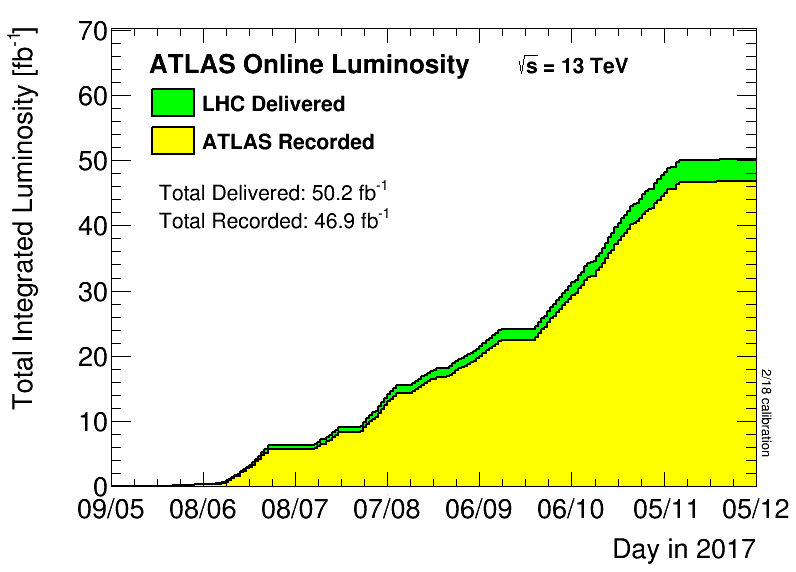 ATLAS Online Luminosity √s = 13 TeV
LHC Delivered
ATLAS Recorded
Total Delivered: 50.2 fb⁻¹
Total Recorded: 46.9 fb⁻¹
Total Integrated Luminosity [fb⁻¹]
70
60
50
40
30
20
10
0
09/05 08/06 08/07 07/08 06/09 06/10 05/11 05/12
Day in 2017
2/18 calibration